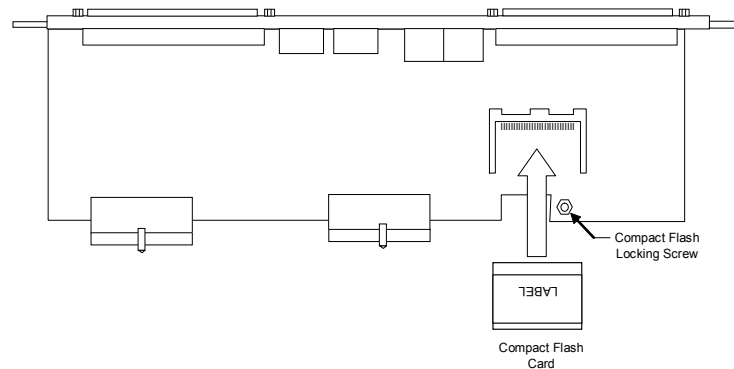 Compact Flash
Locking Screw
LABEL
Compact Flash
Card